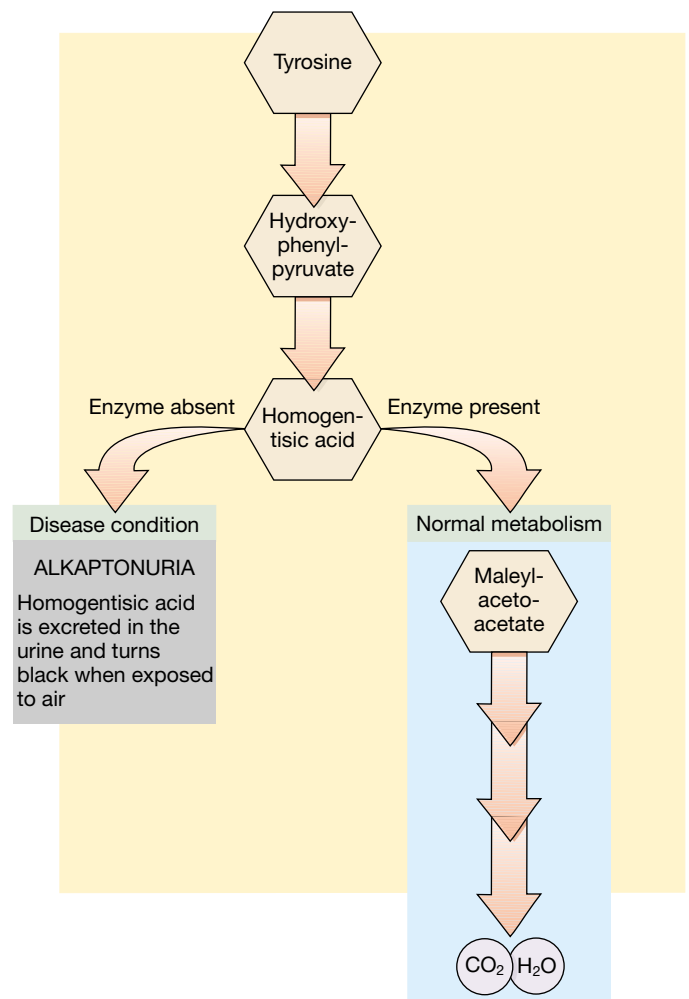 Tyrosine
Hydroxy-
phenyl-
pyruvate
Enzyme absent
Homogen-
tisic acid
Enzyme present
Disease condition
ALKAPTONURIA
Homogentisic acid
is excreted in the
urine and turns
black when exposed
to air
Normal metabolism
Maleyl-
aceto-
acetate
CO₂ H₂O